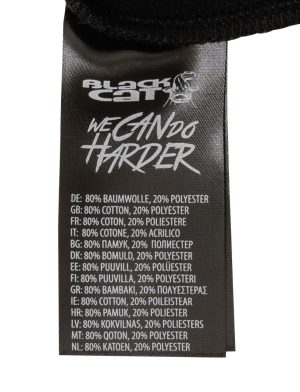 BLACK
CAT
WE CAN DO
HARDER
DE: 80% BAUMWOLLE, 20% POLYESTER
GB: 80% COTTON, 20% POLYESTER
FR: 80% COTON, 20% POLYESTERE
IT: 80% COTONE, 20% ACRILICO
BG: 80% ПАМУК, 20% ПОЛИЕСТЕР
DK: 80% BOMULD, 20% POLYESTER
EE: 80% PUUVILL, 20% POLÜESTER
FI: 80% PUUVILLA, 20% POLYESTERI
GR: 80% ΒΑΜΒΑΚΙ, 20% ΠΟΛΥΕΣΤΕΡΑΣ
IE: 80% COTTON, 20% POILEISTEAR
HR: 80% PAMUK, 20% POLYESTER
LV: 80% KOKVILNAS, 20% POLIESTERS
MT: 80% QOTON, 20% POLYESTER
NL: 80% KATOEN, 20% POLYESTER